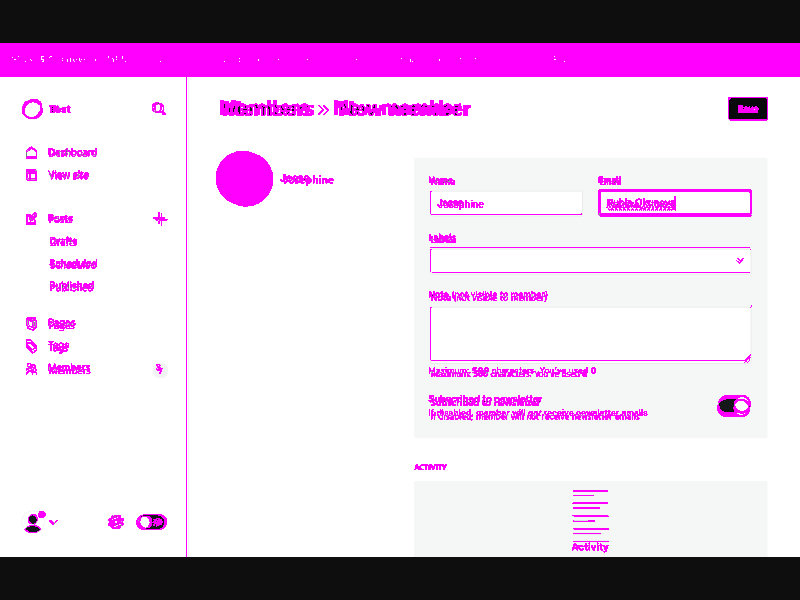 Test
Members » New member
Save
Dashboard
View site
Posts
Drafts
Scheduled
Published
Pages
Tags
Members
Josephine
Name
Email
Josephine
Labels
Note (not visible to member)
Maximum: 500 characters. You've used 0
Subscribed to newsletter
If disabled, member will not receive newsletter emails
ACTIVITY
Activity